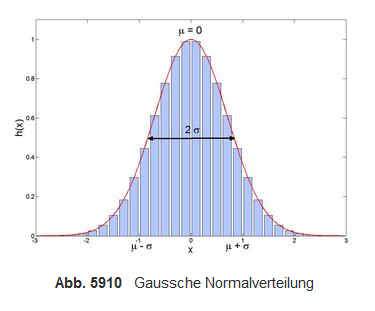 μ = 0
1
0.8
0.6
0.4
0.2
0
h(x)
2 σ
-3 -2 -1 0 1 2 3
μ - σ x μ + σ
Abb. 5910 Gaussche Normalverteilung